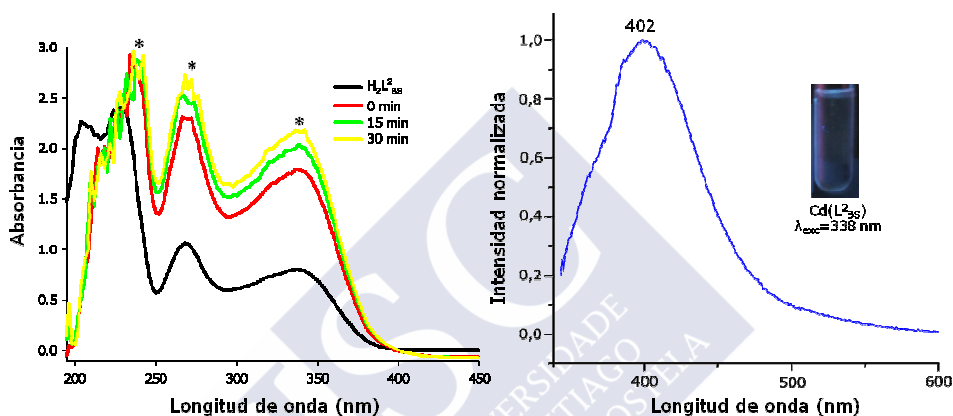 3.0
2.5
2.0
1.5
1.0
0.5
0.0
Absorbancia
200 250 300 350 400 450
Longitud de onda (nm)
* * *
H₂L²SB
0 min
15 min
30 min
402
1,0
0,8
0,6
0,4
0,2
0,0
Intensidad normalizada
400 500 600
Longitud de onda (nm)
Cd(L²SB)
λexc=338 nm
USC